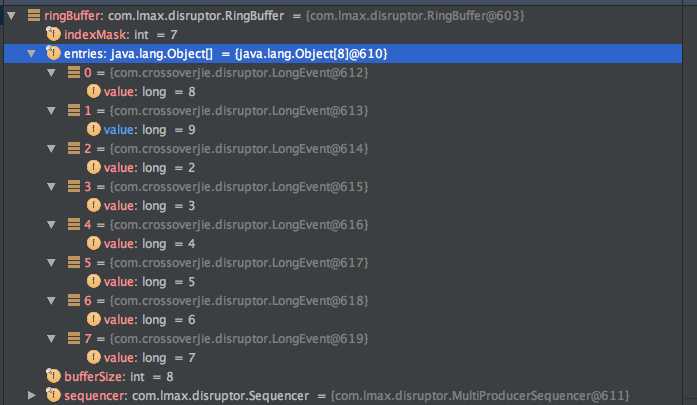 ringBuffer: com.lmax.disruptor.RingBuffer = {com.lmax.disruptor.RingBuffer@603}
indexMask: int = 7
entries: java.lang.Object[] = {java.lang.Object[8]@610}
0 = {com.crossoverjie.disruptor.LongEvent@612}
value: long = 8
1 = {com.crossoverjie.disruptor.LongEvent@613}
value: long = 9
2 = {com.crossoverjie.disruptor.LongEvent@614}
value: long = 2
3 = {com.crossoverjie.disruptor.LongEvent@615}
value: long = 3
4 = {com.crossoverjie.disruptor.LongEvent@616}
value: long = 4
5 = {com.crossoverjie.disruptor.LongEvent@617}
value: long = 5
6 = {com.crossoverjie.disruptor.LongEvent@618}
value: long = 6
7 = {com.crossoverjie.disruptor.LongEvent@619}
value: long = 7
bufferSize: int = 8
sequencer: com.lmax.disruptor.Sequencer = {com.lmax.disruptor.MultiProducerSequencer@611}